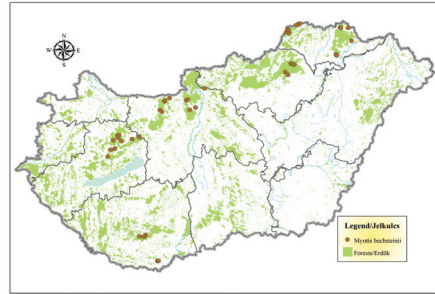 N
W E
S
Legend/Jelkulcs
Myotis bechsteinii
Forests/Erdők